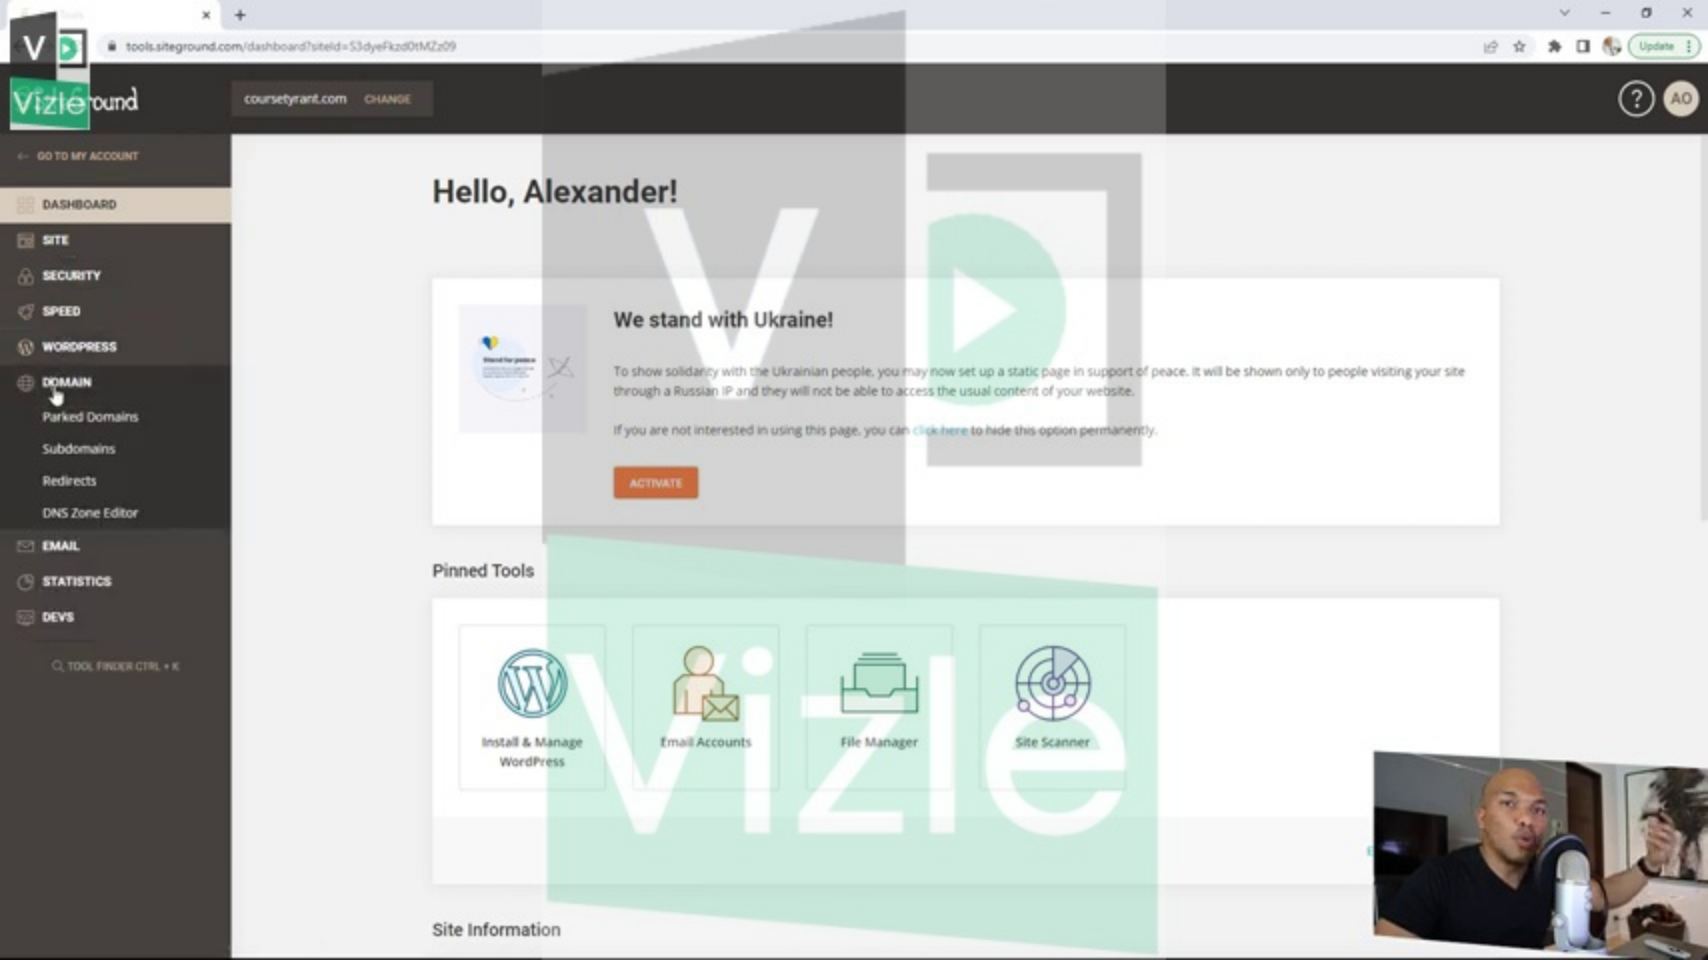 tools.siteground.com/dashboard?siteId=S3dyeFkzd0tMZz09
Update
V
Vizle
round
coursetyrant.com CHANGE
?
AO
GO TO MY ACCOUNT
DASHBOARD
SITE
SECURITY
SPEED
WORDPRESS
DOMAIN
Parked Domains
Subdomains
Redirects
DNS Zone Editor
EMAIL
STATISTICS
DEVS
TOOL FINDER CTRL + K
Hello, Alexander!
V
We stand with Ukraine!
Stand for peace
To show solidarity with the Ukrainian people, you may now set up a static page in support of peace. It will be shown only to people visiting your site
through a Russian IP and they will not be able to access the usual content of your website.
If you are not interested in using this page, you can click here to hide this option permanently.
ACTIVATE
Pinned Tools
Install & Manage
WordPress
Email Accounts
File Manager
Site Scanner
Vizle
Site Information